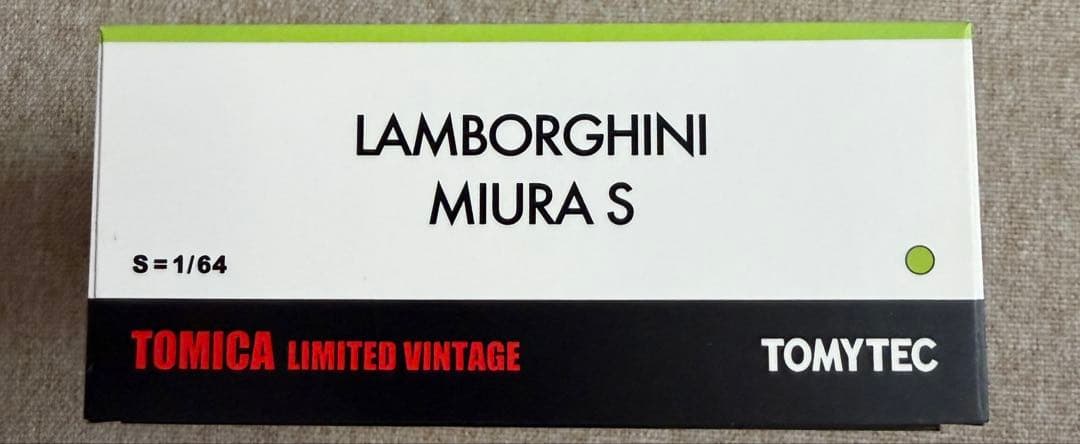 LAMBORGHINI
MIURA S
S=1/64
TOMICA LIMITED VINTAGE
TOMYTEC